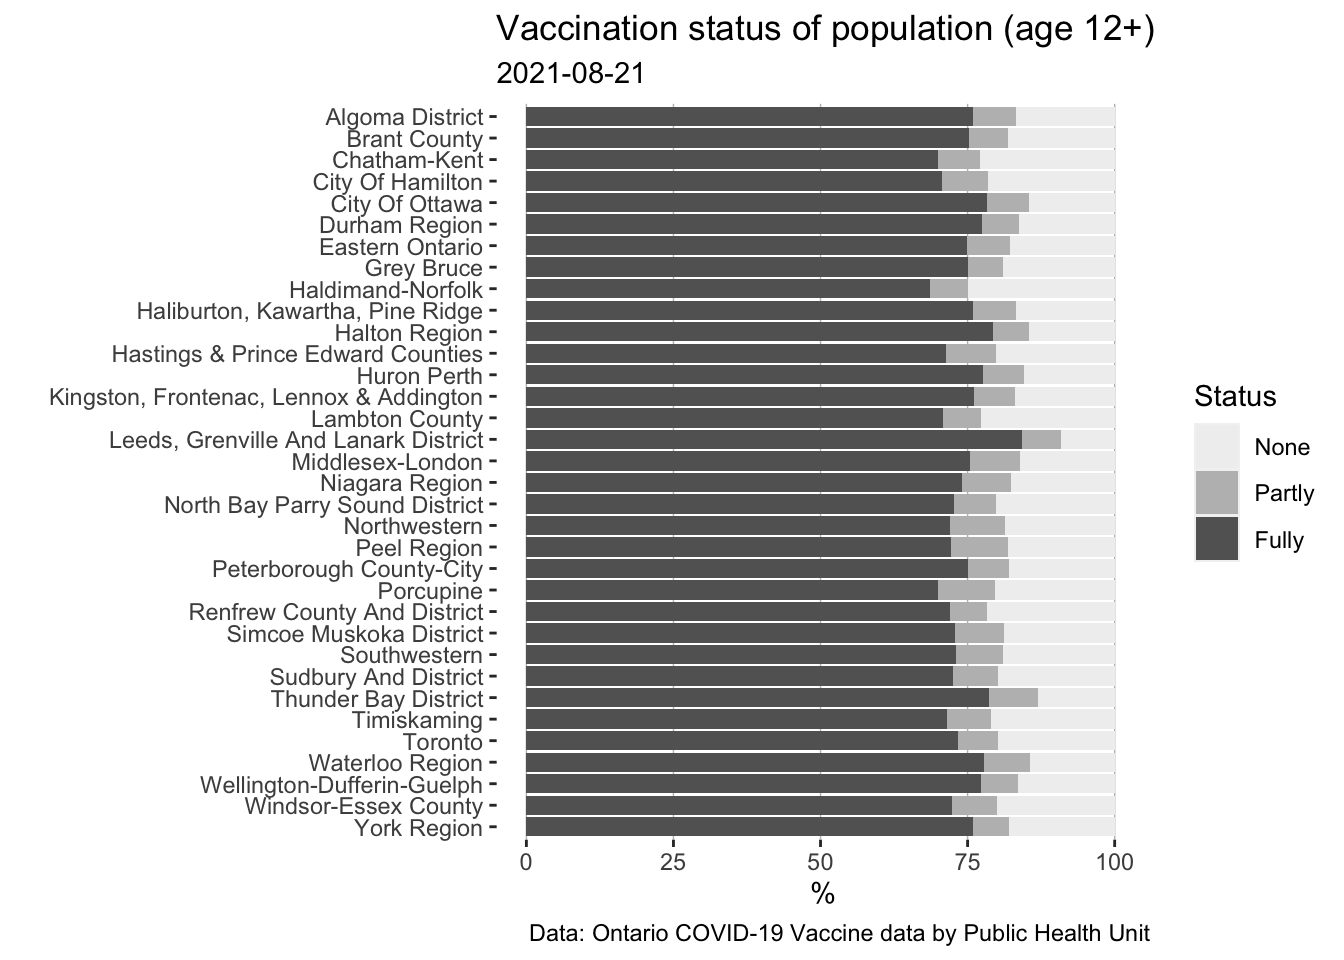 Vaccination status of population (age 12+)
2021-08-21
Algoma District
Brant County
Chatham-Kent
City Of Hamilton
City Of Ottawa
Durham Region
Eastern Ontario
Grey Bruce
Haldimand-Norfolk
Haliburton, Kawartha, Pine Ridge
Halton Region
Hastings & Prince Edward Counties
Huron Perth
Kingston, Frontenac, Lennox & Addington
Lambton County
Leeds, Grenville And Lanark District
Middlesex-London
Niagara Region
North Bay Parry Sound District
Northwestern
Peel Region
Peterborough County-City
Porcupine
Renfrew County And District
Simcoe Muskoka District
Southwestern
Sudbury And District
Thunder Bay District
Timiskaming
Toronto
Waterloo Region
Wellington-Dufferin-Guelph
Windsor-Essex County
York Region
0 25 50 75 100
%
Status
None
Partly
Fully
Data: Ontario COVID-19 Vaccine data by Public Health Unit